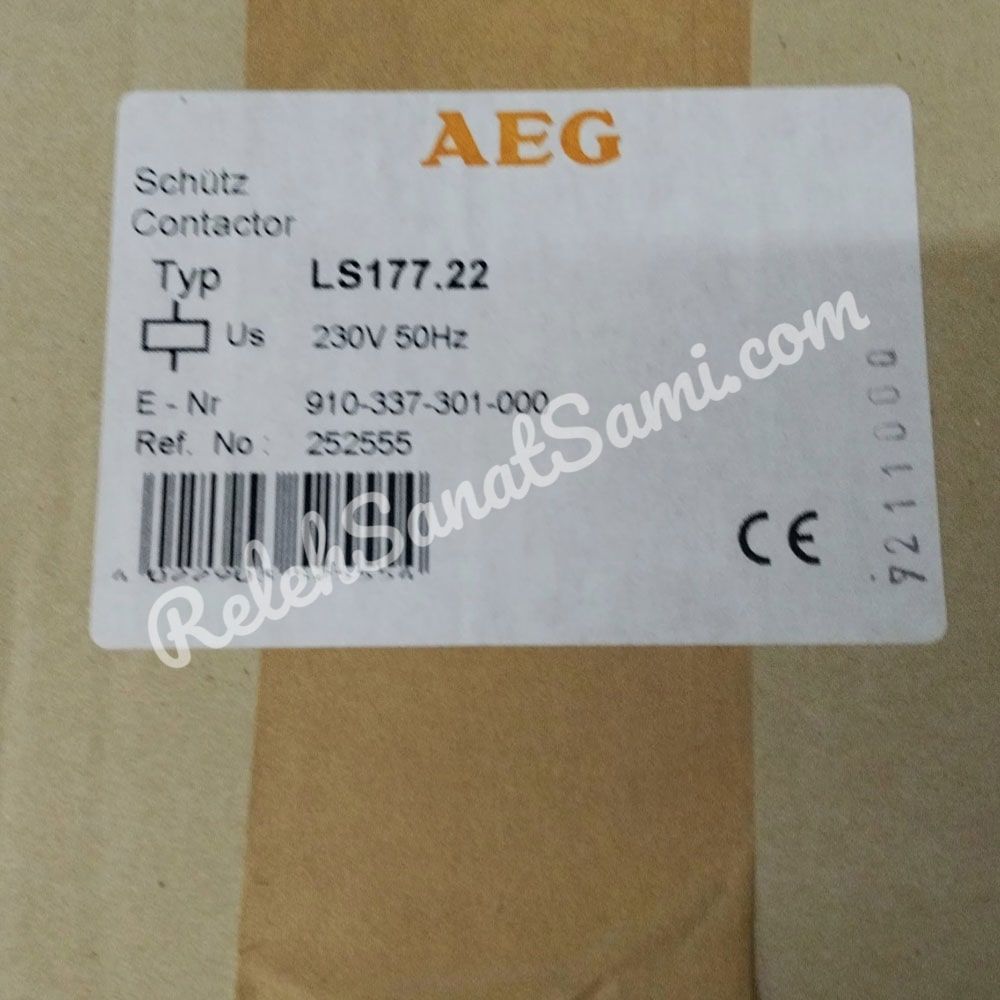 AEG
Schütz
Contactor
Typ LS177.22
Us 230V 50Hz
E - Nr 910-337-301-000
Ref. No : 252555
CE
92110000
RelehSanatSami.com